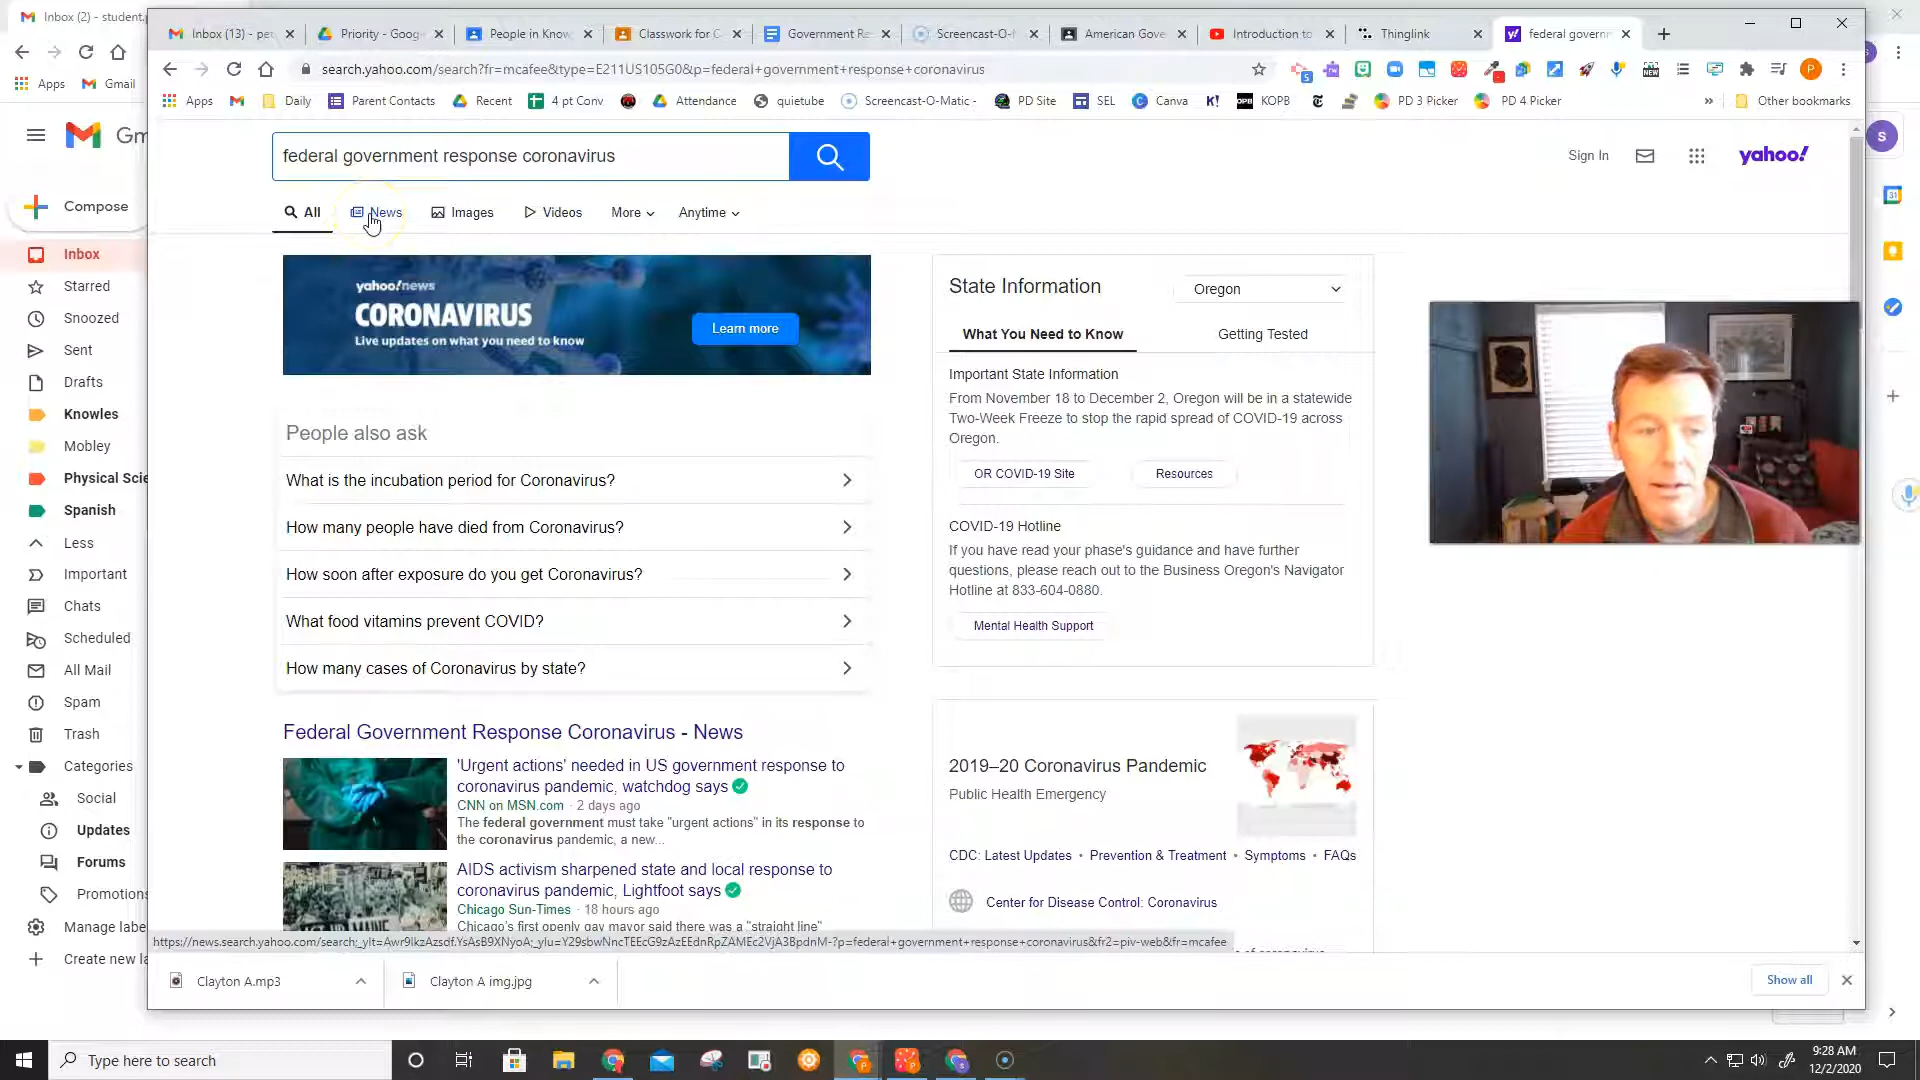 Inbox (2) - student.
Inbox (13) - pet
Priority - Goog
People in Know
Classwork for C
Government Re
Screencast-O-M
American Gove
Introduction to
Thinglink
federal governm
search.yahoo.com/search?fr=mcafee&type=E211US105G0&p=federal+government+response+coronavirus
P
Apps
Gmail
Apps
Daily
Parent Contacts
Recent
4 pt Conv
Attendance
quietube
Screencast-O-Matic -
PD Site
SEL
Canva
K!
KOPB
PD 3 Picker
PD 4 Picker
»
Other bookmarks
Gm
federal government response coronavirus
Sign In
yahoo!
S
All
News
Images
Videos
More
Anytime
Compose
Inbox
Starred
Snoozed
Sent
Drafts
Knowles
Mobley
Physical Scie
Spanish
Less
Important
Chats
Scheduled
All Mail
Spam
Trash
Categories
Social
Updates
Forums
Promotions
Manage labe
Create new la
yahoo!news
CORONAVIRUS
Live updates on what you need to know
Learn more
People also ask
What is the incubation period for Coronavirus?
How many people have died from Coronavirus?
How soon after exposure do you get Coronavirus?
What food vitamins prevent COVID?
How many cases of Coronavirus by state?
Federal Government Response Coronavirus - News
'Urgent actions' needed in US government response to
coronavirus pandemic, watchdog says
CNN on MSN.com · 2 days ago
The federal government must take "urgent actions" in its response to
the coronavirus pandemic, a new...
AIDS activism sharpened state and local response to
coronavirus pandemic, Lightfoot says
Chicago Sun-Times · 18 hours ago
Chicago's first openly gay mayor said there was a "straight line"
State Information
Oregon
What You Need to Know
Getting Tested
Important State Information
From November 18 to December 2, Oregon will be in a statewide
Two-Week Freeze to stop the rapid spread of COVID-19 across
Oregon.
OR COVID-19 Site
Resources
COVID-19 Hotline
If you have read your phase's guidance and have further
questions, please reach out to the Business Oregon's Navigator
Hotline at 833-604-0880.
Mental Health Support
2019–20 Coronavirus Pandemic
Public Health Emergency
CDC: Latest Updates • Prevention & Treatment • Symptoms • FAQs
Center for Disease Control: Coronavirus
Clayton A.mp3
Clayton A img.jpg
Show all
Type here to search
9:28 AM
12/2/2020